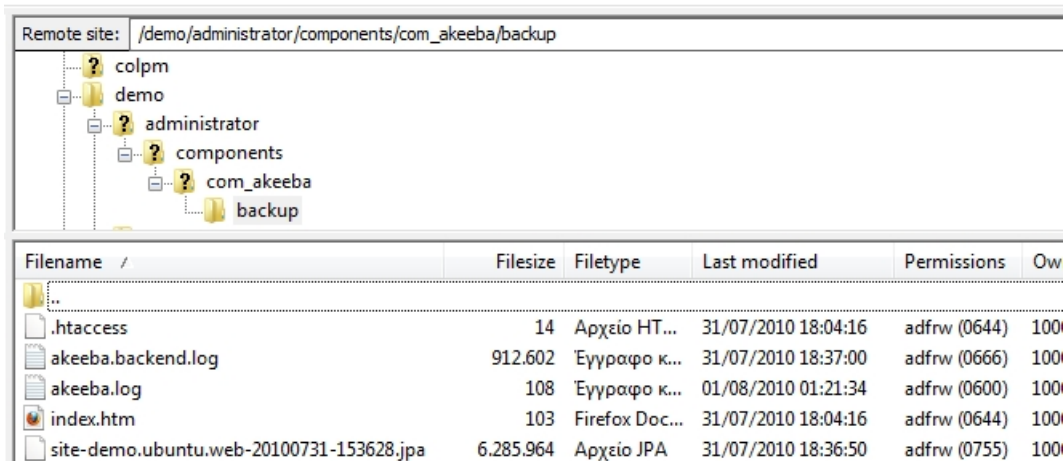 Remote site: /demo/administrator/components/com_akeeba/backup
colpm
demo
administrator
components
com_akeeba
backup
Filename Filesize Filetype Last modified Permissions Ow
..
.htaccess 14 Αρχείο HT... 31/07/2010 18:04:16 adfrw (0644) 100
akeeba.backend.log 912.602 Έγγραφο κ... 31/07/2010 18:37:00 adfrw (0666) 100
akeeba.log 108 Έγγραφο κ... 01/08/2010 01:21:34 adfrw (0600) 100
index.htm 103 Firefox Doc... 31/07/2010 18:04:16 adfrw (0644) 100
site-demo.ubuntu.web-20100731-153628.jpa 6.285.964 Αρχείο JPA 31/07/2010 18:36:50 adfrw (0755) 100